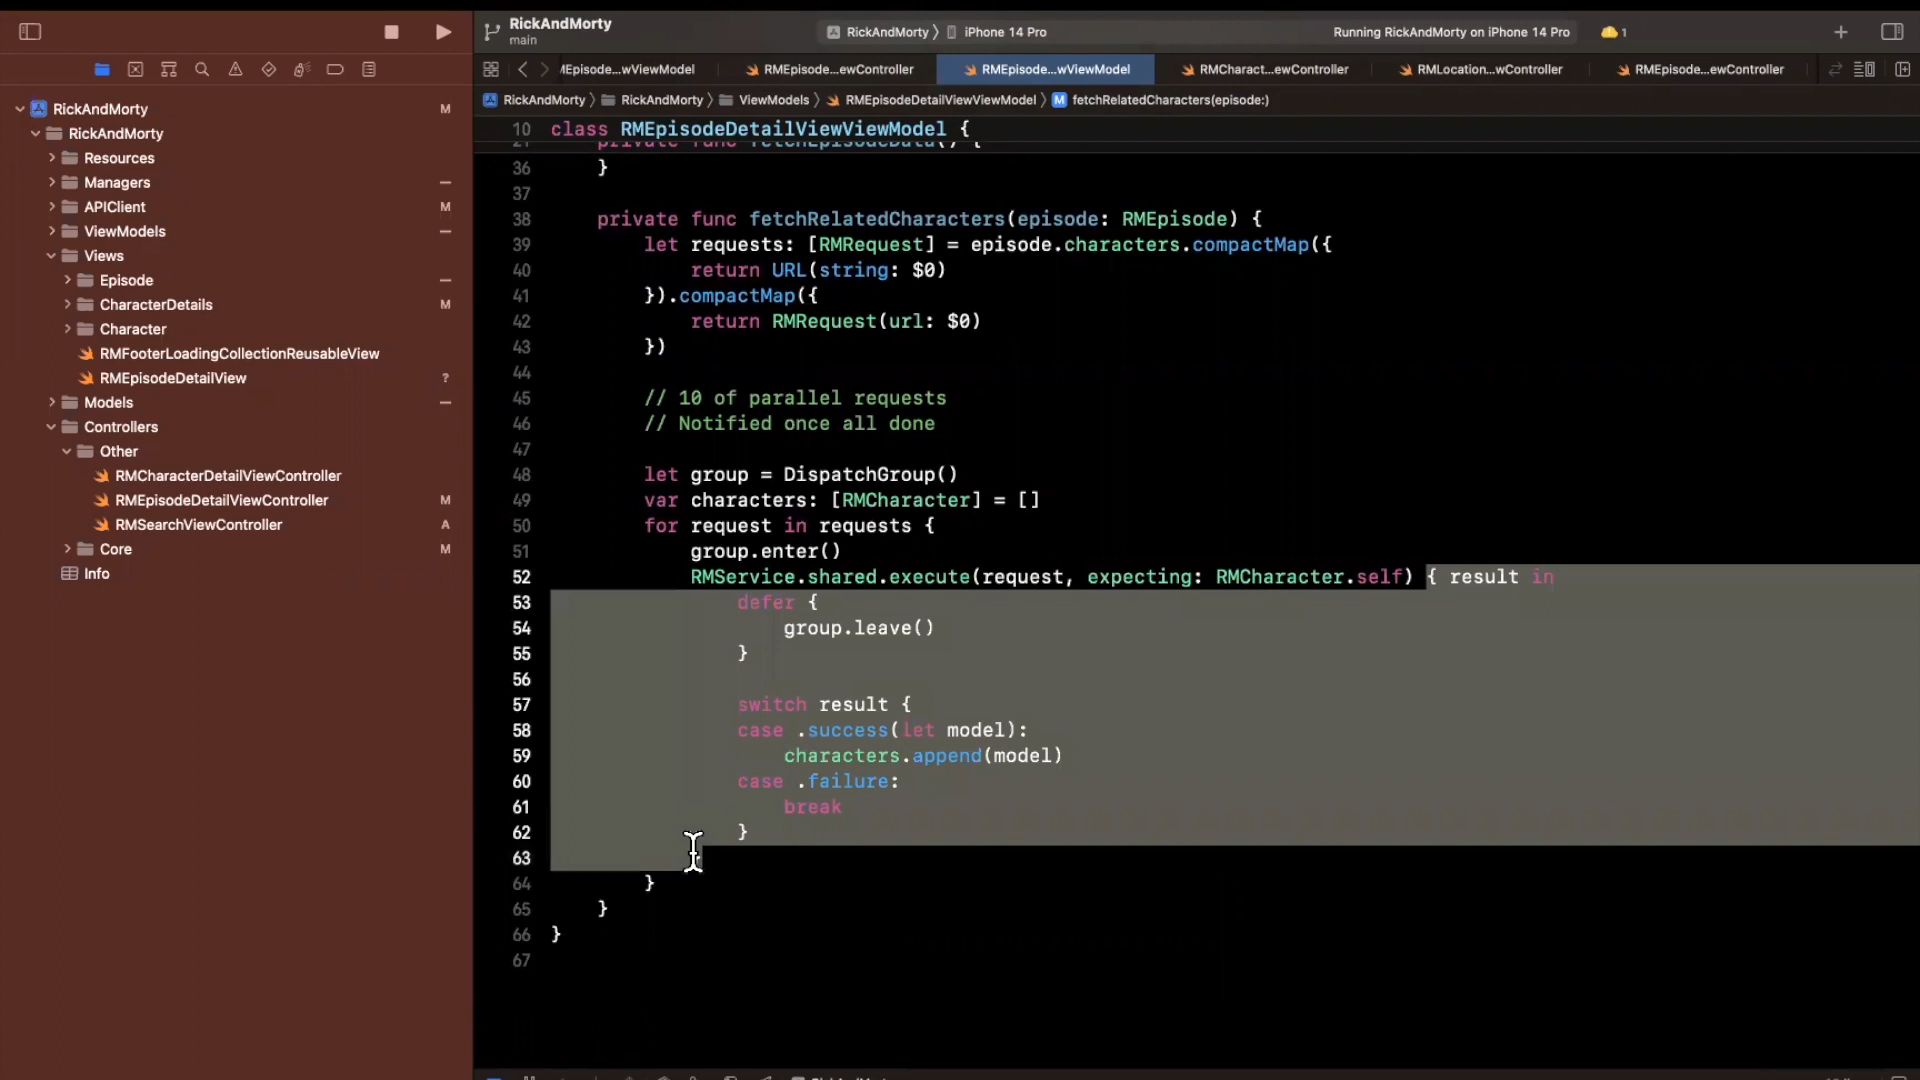 RickAndMorty
main
RickAndMorty 〉 iPhone 14 Pro
Running RickAndMorty on iPhone 14 Pro
1
MEpisode...wViewModel
RMEpisode...ewController
RMEpisode...wViewModel
RMCharact...ewController
RMLocation...wController
RMEpisode...ewController
RickAndMorty 〉 RickAndMorty 〉 ViewModels 〉 RMEpisodeDetailViewViewModel 〉 M fetchRelatedCharacters(episode:)
RickAndMorty M
RickAndMorty
Resources
Managers
APIClient M
ViewModels
Views
Episode
CharacterDetails M
Character
RMFooterLoadingCollectionReusableView
RMEpisodeDetailView ?
Models
Controllers
Other
RMCharacterDetailViewController
RMEpisodeDetailViewController M
RMSearchViewController A
Core M
Info
10 class RMEpisodeDetailViewViewModel {
27 private func fetchEpisodeData() {
36 }
37
38 private func fetchRelatedCharacters(episode: RMEpisode) {
39 let requests: [RMRequest] = episode.characters.compactMap({
40 return URL(string: $0)
41 }).compactMap({
42 return RMRequest(url: $0)
43 })
44
45 // 10 of parallel requests
46 // Notified once all done
47
48 let group = DispatchGroup()
49 var characters: [RMCharacter] = []
50 for request in requests {
51 group.enter()
52 RMService.shared.execute(request, expecting: RMCharacter.self) { result in
53 defer {
54 group.leave()
55 }
56
57 switch result {
58 case .success(let model):
59 characters.append(model)
60 case .failure:
61 break
62 }
63
64 }
65 }
66 }
67